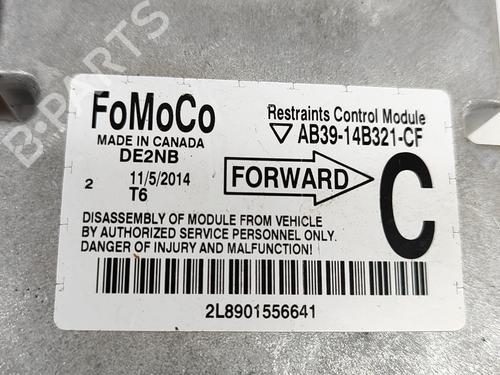 B-PARTS
FoMoCo
MADE IN CANADA
DE2NB
2 11/5/2014
T6
Restraints Control Module
AB39-14B321-CF
FORWARD
C
DISASSEMBLY OF MODULE FROM VEHICLE
BY AUTHORIZED SERVICE PERSONNEL ONLY.
DANGER OF INJURY AND MALFUNCTION!
2L8901556641